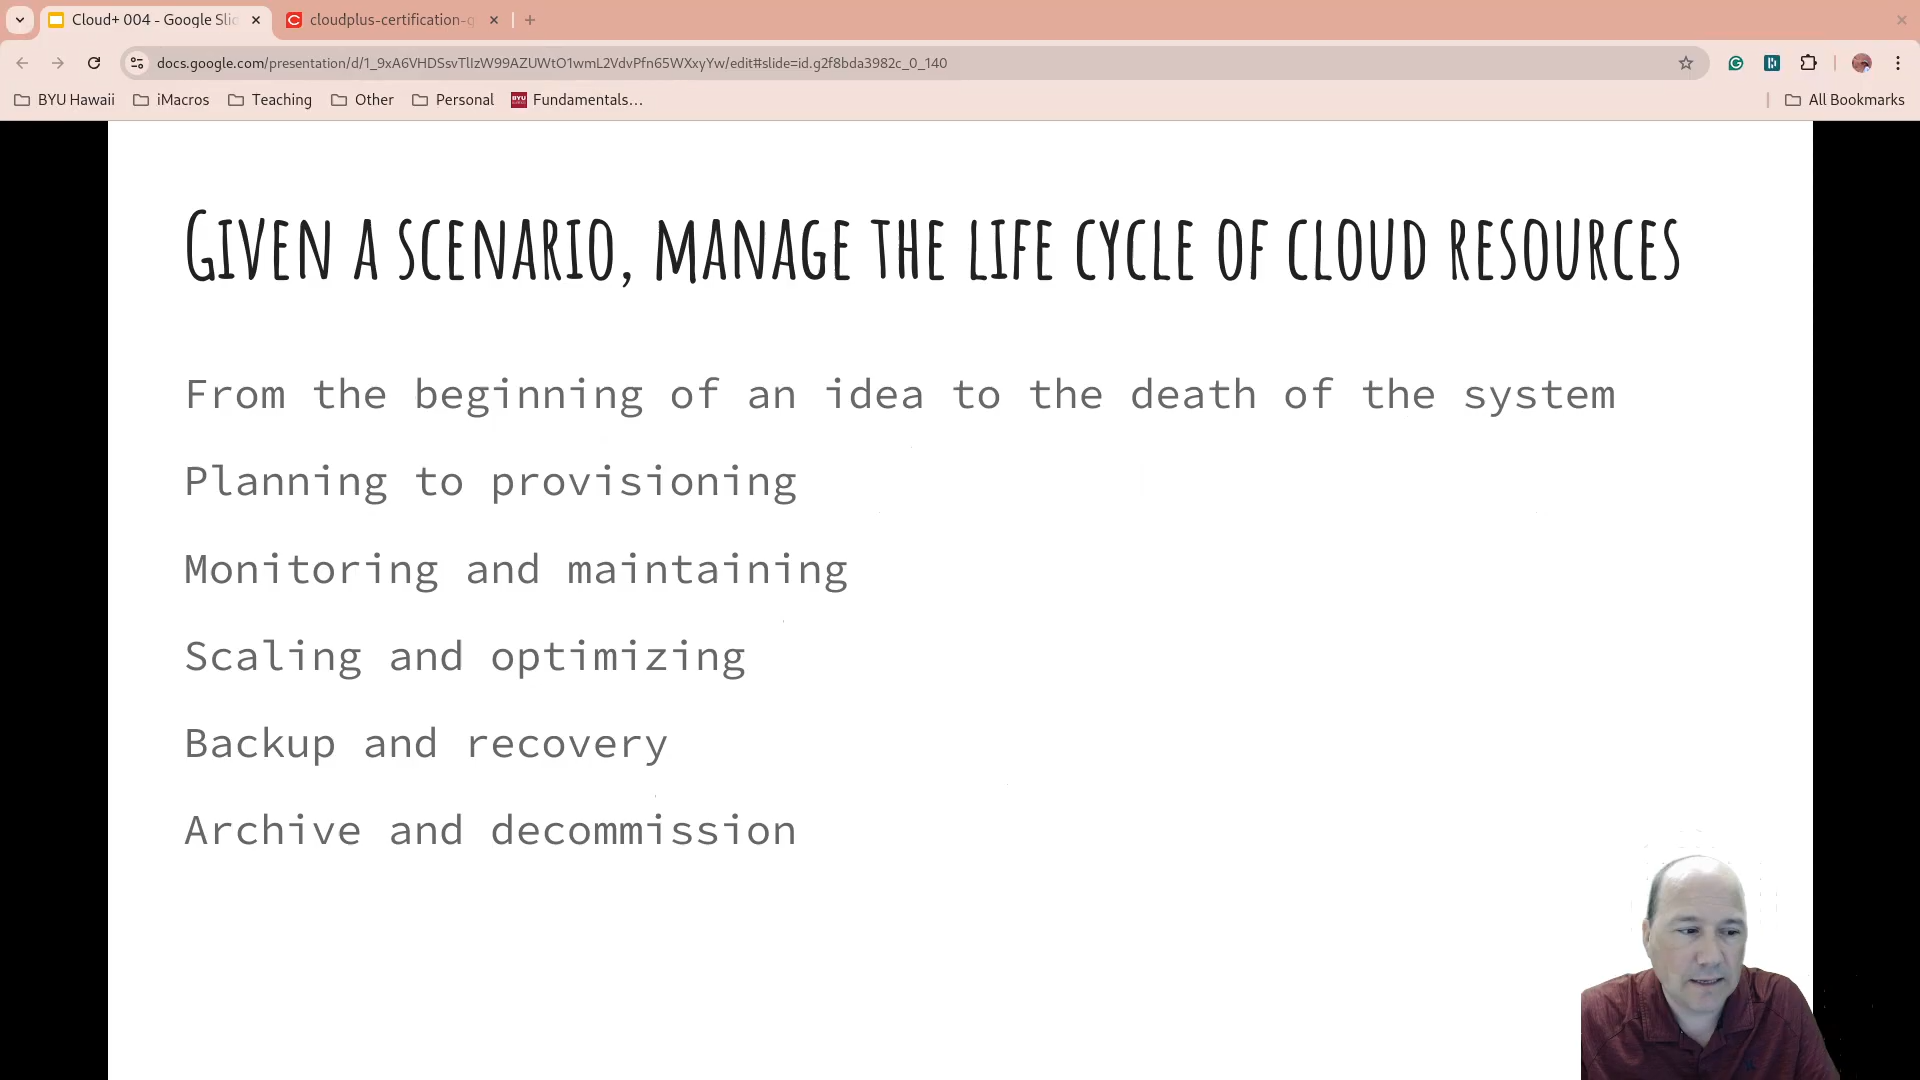 Cloud+ 004 - Google Slid
cloudplus-certification-q
docs.google.com/presentation/d/1_9xA6VHDSsvTlIzW99AZUWtO1wmL2VdvPfn65WXxyYw/edit#slide=id.g2f8bda3982c_0_140
BYU Hawaii
iMacros
Teaching
Other
Personal
Fundamentals...
All Bookmarks
Given a scenario, manage the life cycle of cloud resources
From the beginning of an idea to the death of the system
Planning to provisioning
Monitoring and maintaining
Scaling and optimizing
Backup and recovery
Archive and decommission